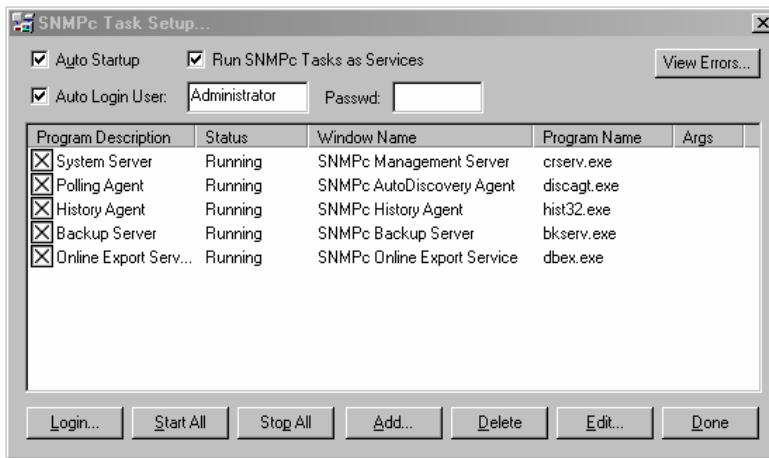 SNMPc Task Setup...
Auto Startup Run SNMPc Tasks as Services View Errors...
Auto Login User: Administrator Passwd:
Program Description Status Window Name Program Name Args
System Server Running SNMPc Management Server crserv.exe
Polling Agent Running SNMPc AutoDiscovery Agent discagt.exe
History Agent Running SNMPc History Agent hist32.exe
Backup Server Running SNMPc Backup Server bkserv.exe
Online Export Serv... Running SNMPc Online Export Service dbex.exe
Login... Start All Stop All Add... Delete Edit... Done